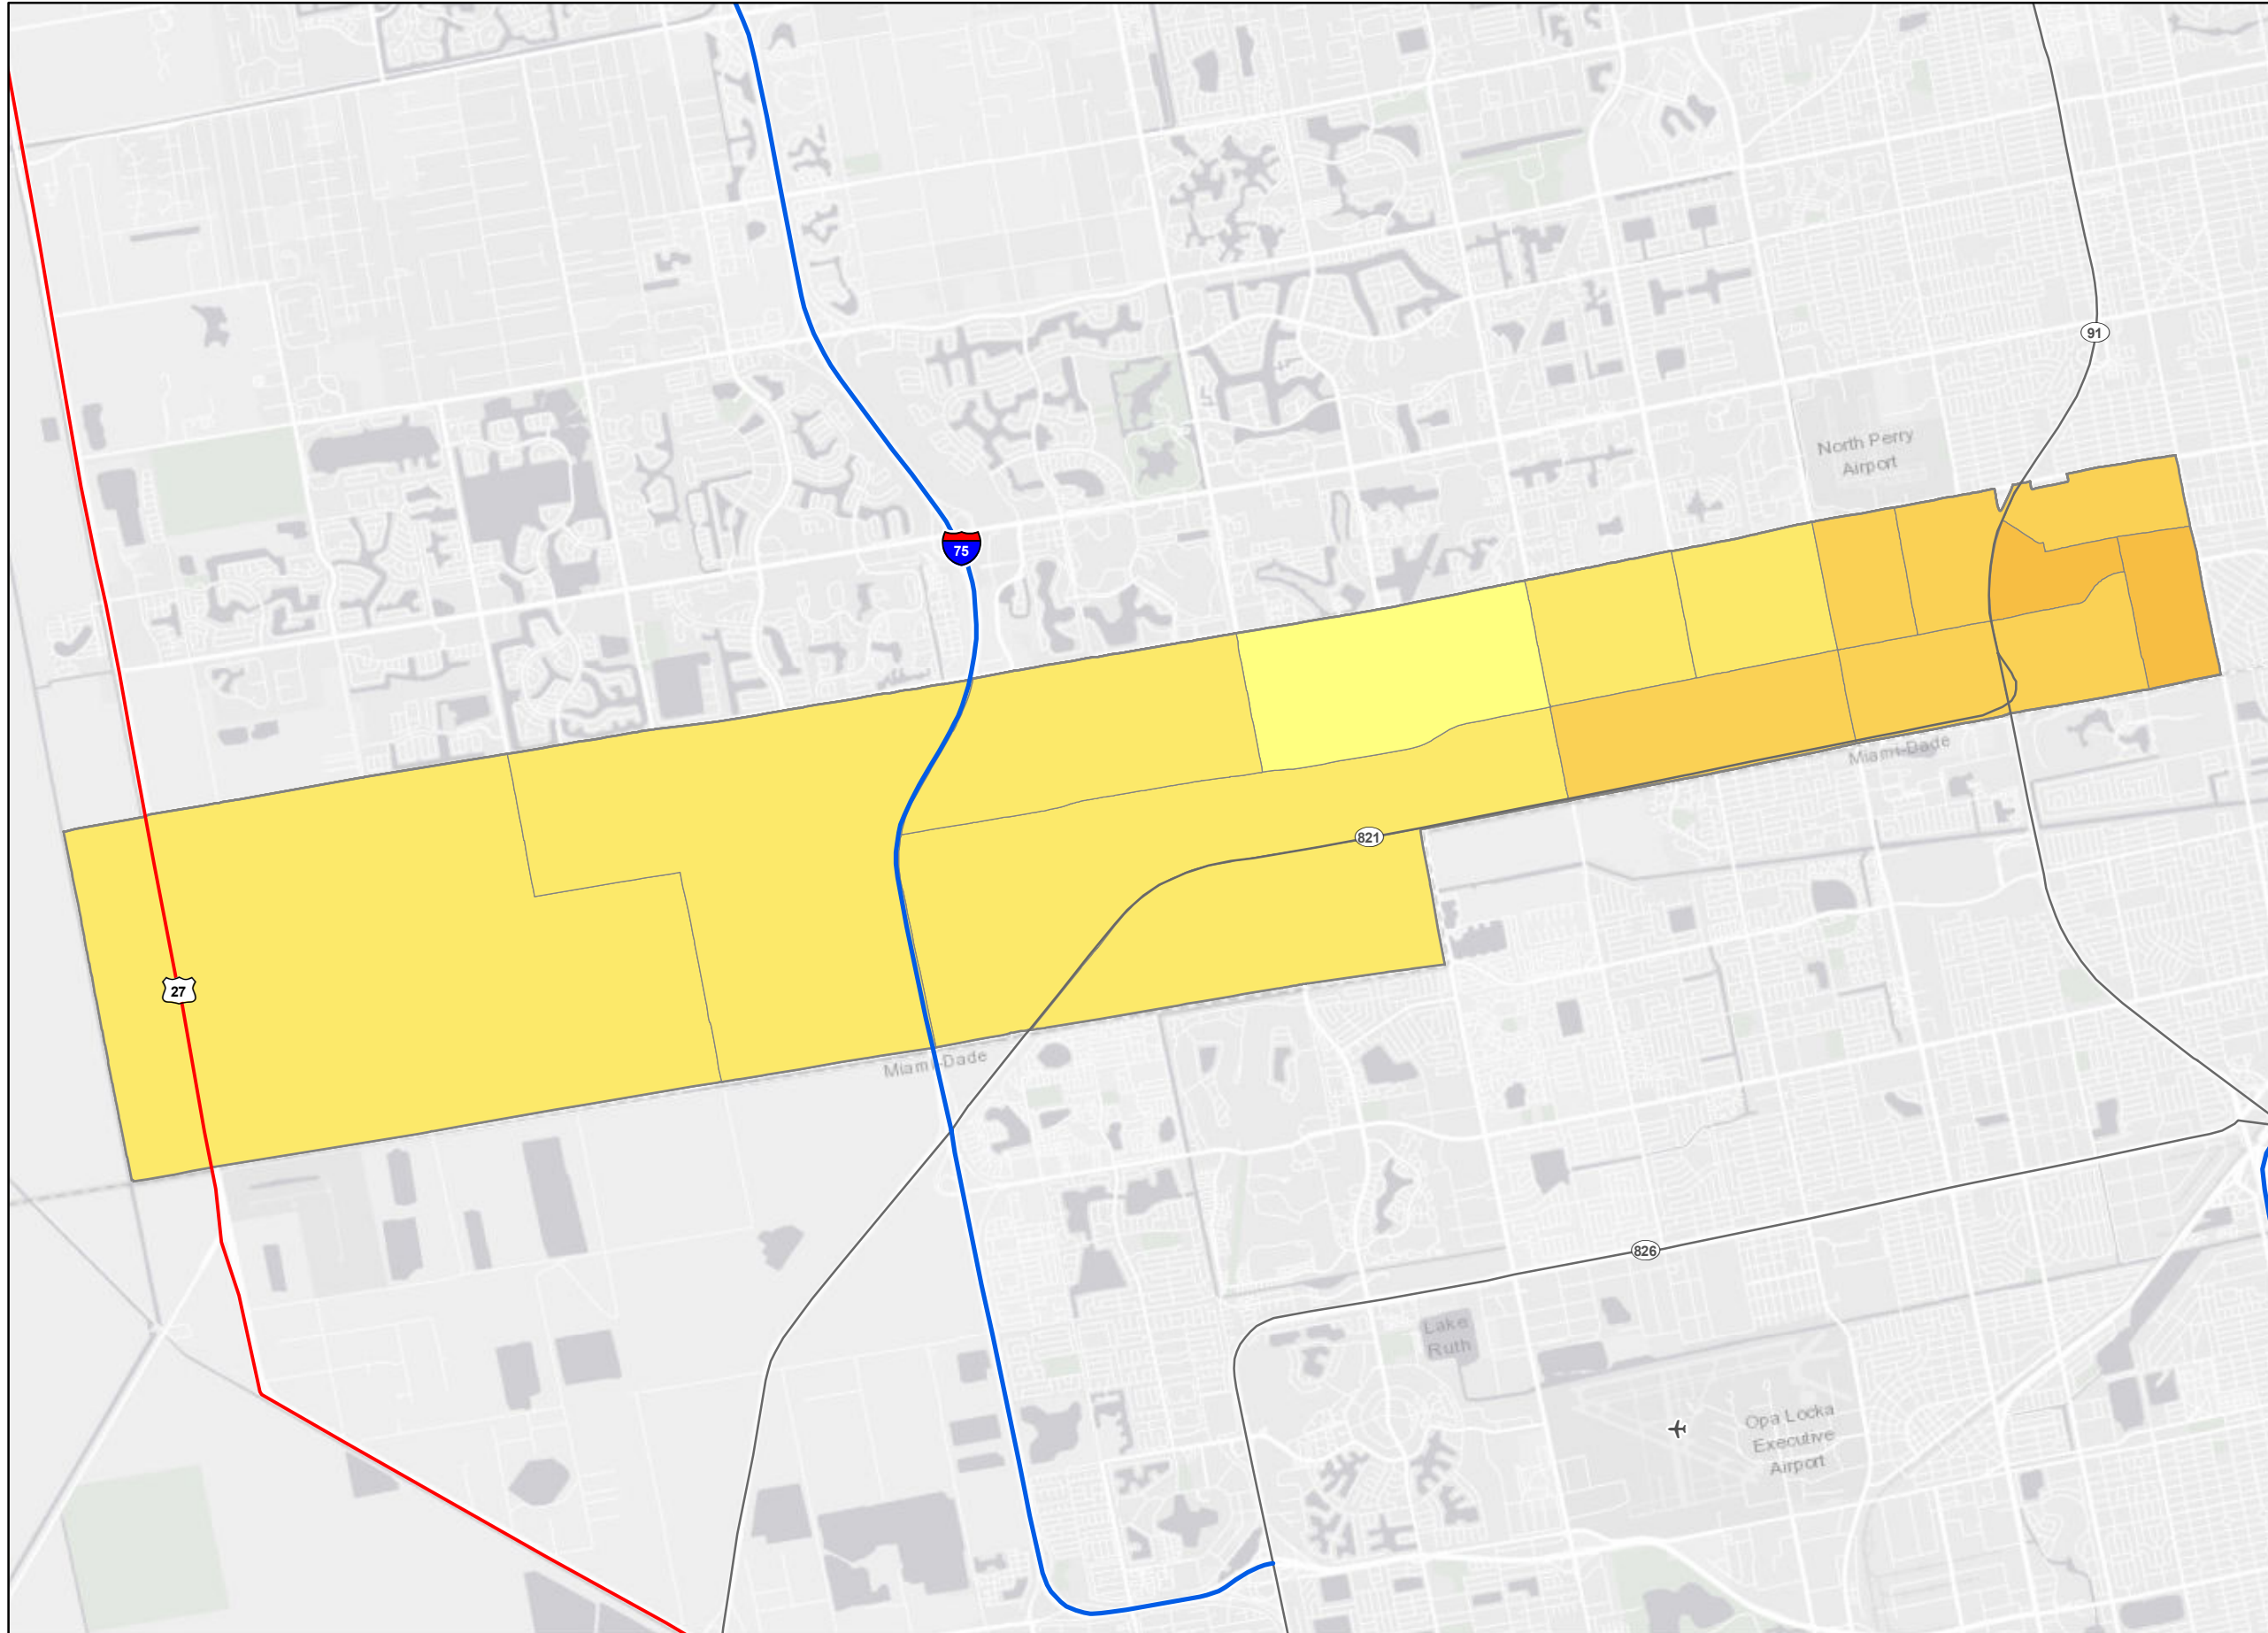 91
North Perry
Airport
75
Miami-Dade
821
27
Miami-Dade
826
Lake
Ruth
Opa Locka
Executive
Airport